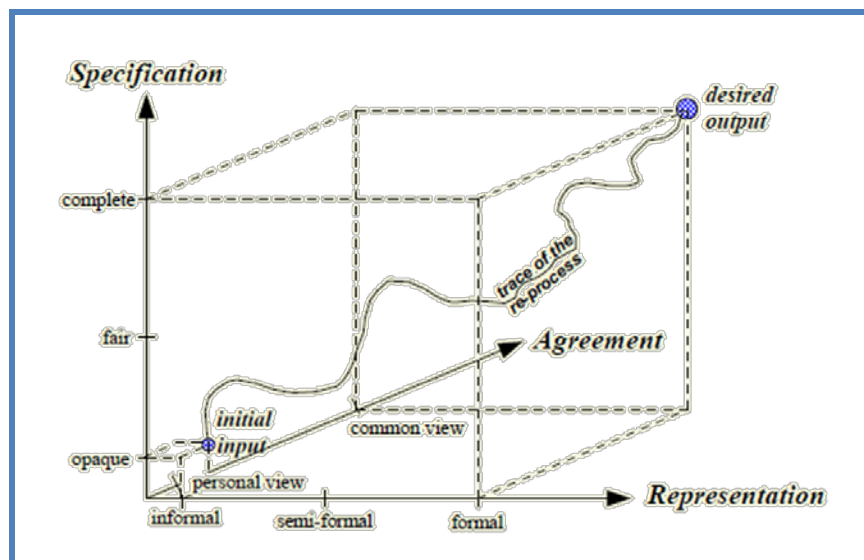 Specification
desired
output
complete
trace of the
re-process
fair
Agreement
initial
input
common view
opaque
personal view
Representation
informal
semi-formal
formal